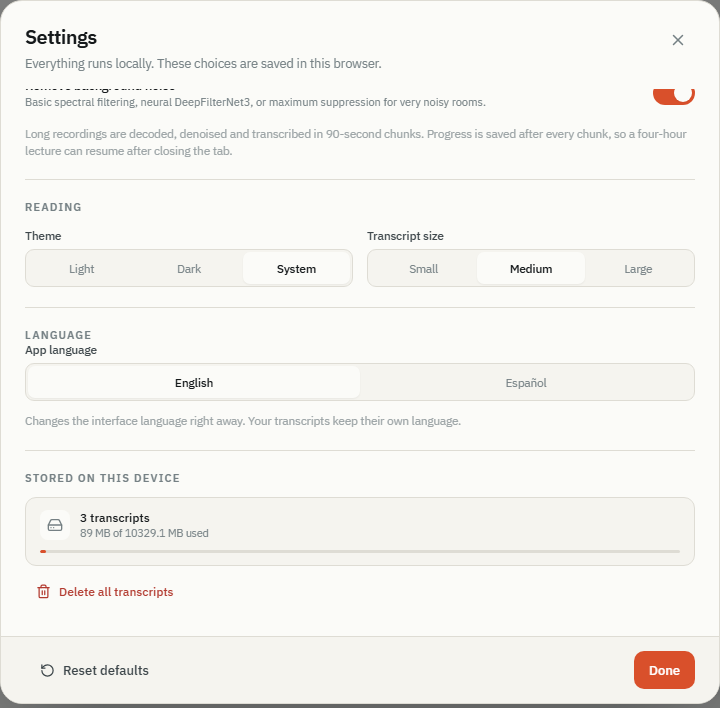 Settings
Everything runs locally. These choices are saved in this browser.
Remove background noise
Basic spectral filtering, neural DeepFilterNet3, or maximum suppression for very noisy rooms.
Long recordings are decoded, denoised and transcribed in 90-second chunks. Progress is saved after every chunk, so a four-hour
lecture can resume after closing the tab.
READING
Theme
Transcript size
Light Dark System
Small Medium Large
LANGUAGE
App language
English Español
Changes the interface language right away. Your transcripts keep their own language.
STORED ON THIS DEVICE
3 transcripts
89 MB of 10329.1 MB used
Delete all transcripts
Reset defaults
Done